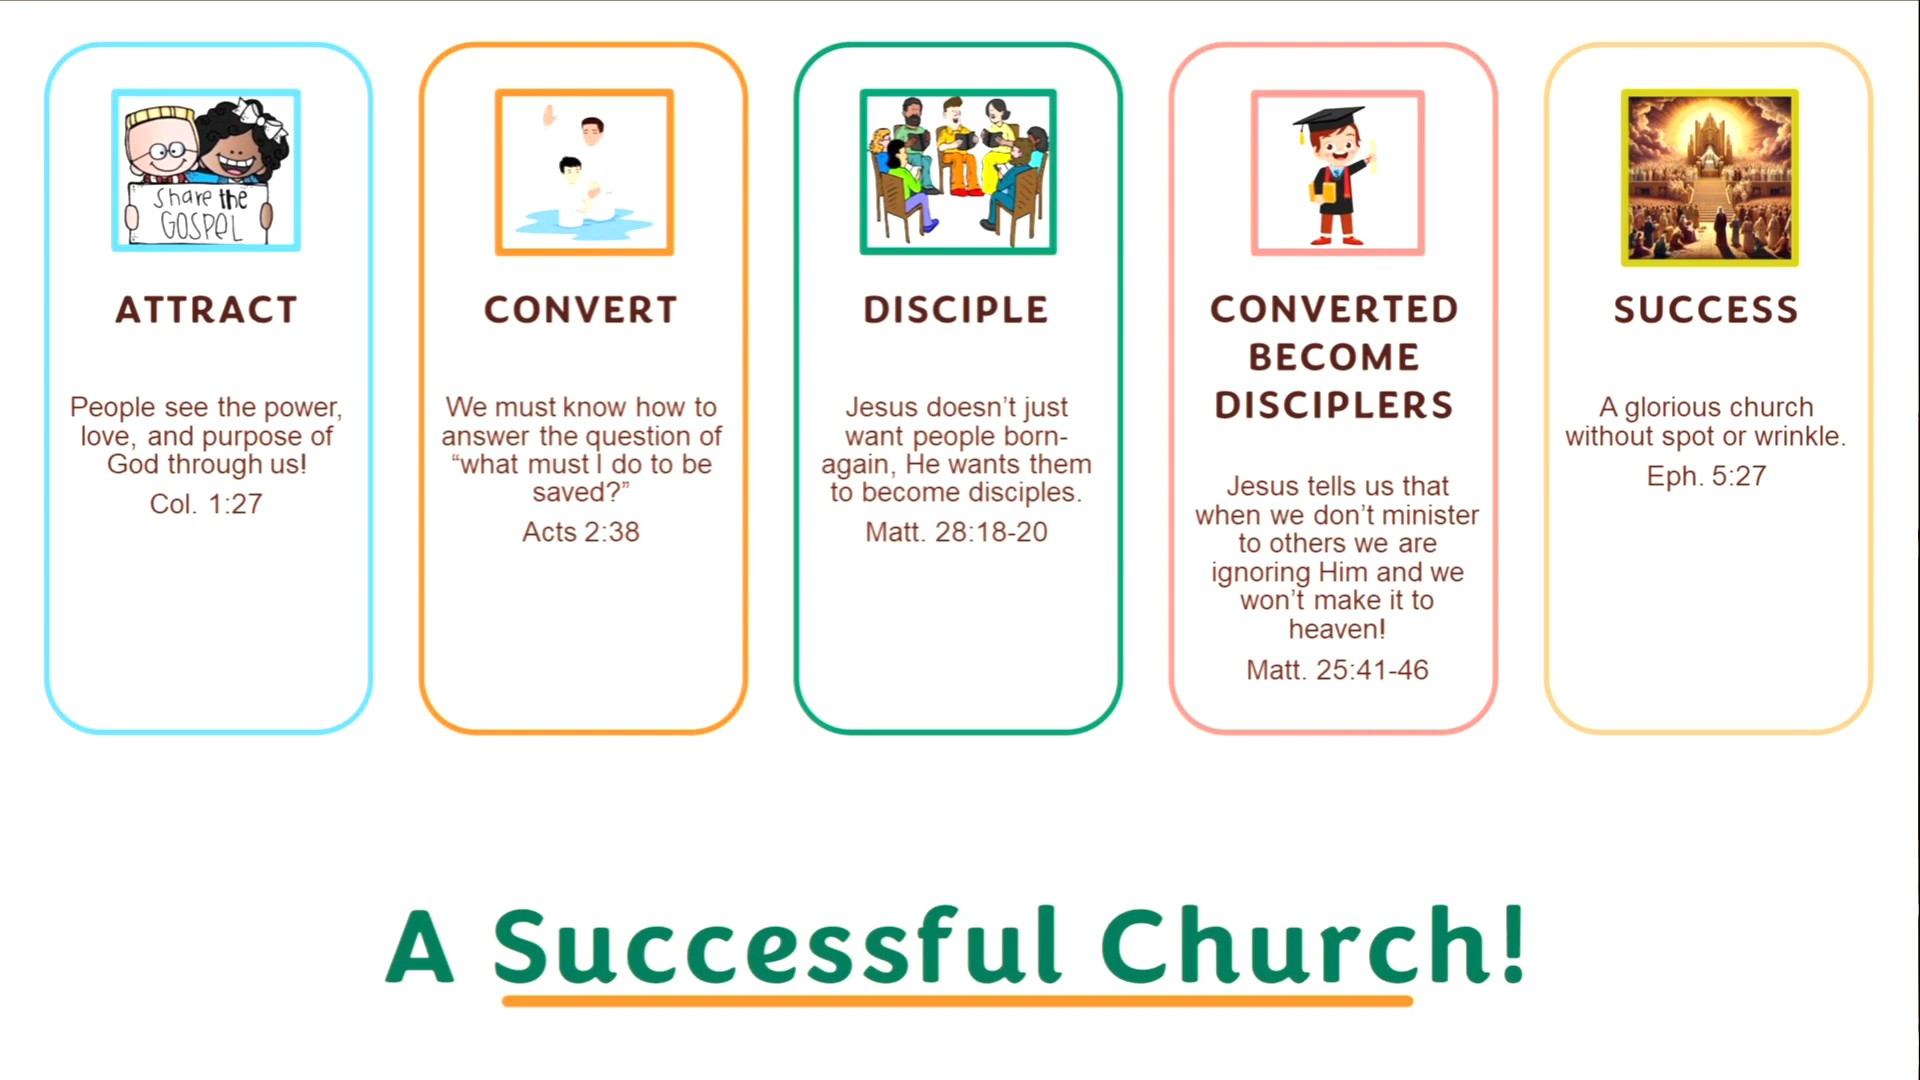 Share the
GOSPEL
ATTRACT
People see the power,
love, and purpose of
God through us!
Col. 1:27
CONVERT
We must know how to
answer the question of
“what must I do to be
saved?”
Acts 2:38
DISCIPLE
Jesus doesn’t just
want people born-
again, He wants them
to become disciples.
Matt. 28:18-20
CONVERTED
BECOME
DISCIPLERS
Jesus tells us that
when we don’t minister
to others we are
ignoring Him and we
won’t make it to
heaven!
Matt. 25:41-46
SUCCESS
A glorious church
without spot or wrinkle.
Eph. 5:27
A Successful Church!